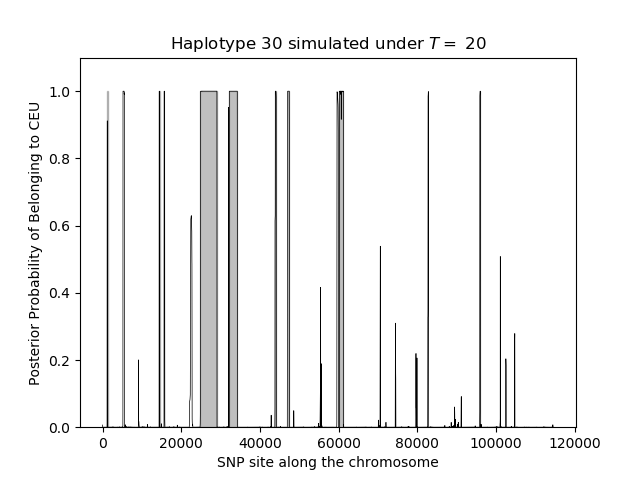 Haplotype 30 simulated under T = 20
Posterior Probability of Belonging to CEU
1.0
0.8
0.6
0.4
0.2
0.0
0 20000 40000 60000 80000 100000 120000
SNP site along the chromosome